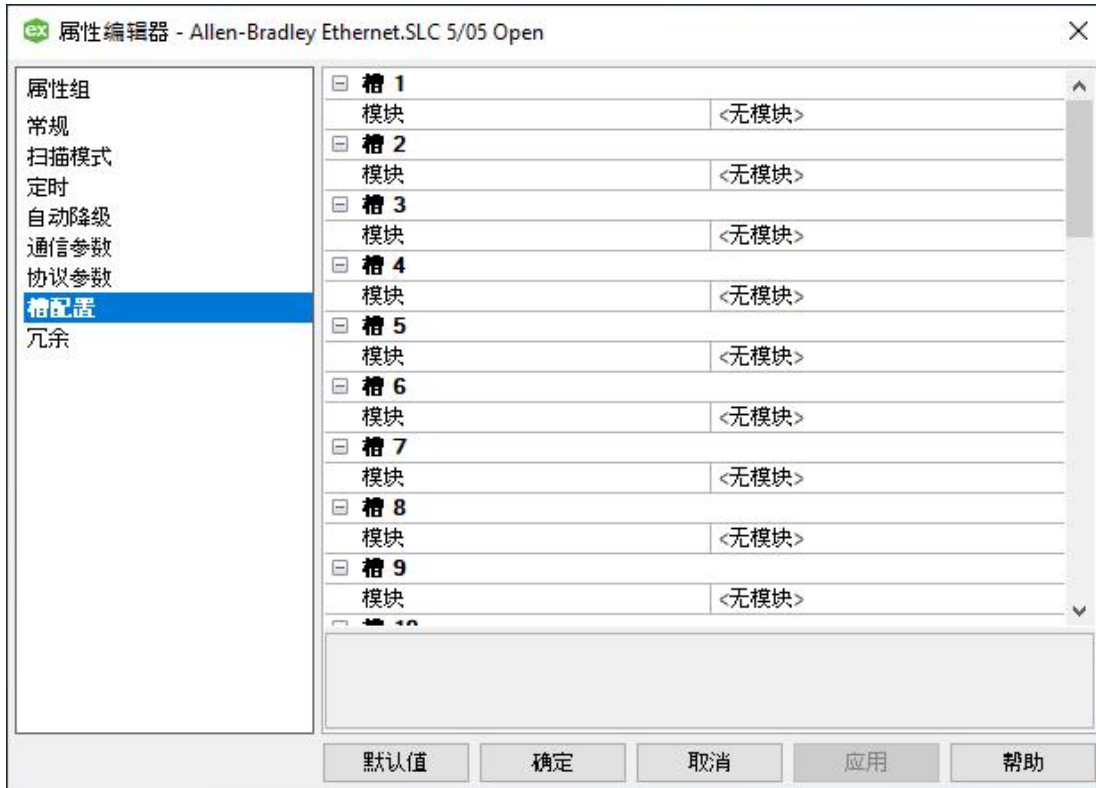 属性编辑器 - Allen-Bradley Ethernet.SLC 5/05 Open
属性组
常规
扫描模式
定时
自动降级
通信参数
协议参数
槽配置
冗余
槽 1
模块 <无模块>
槽 2
模块 <无模块>
槽 3
模块 <无模块>
槽 4
模块 <无模块>
槽 5
模块 <无模块>
槽 6
模块 <无模块>
槽 7
模块 <无模块>
槽 8
模块 <无模块>
槽 9
模块 <无模块>
槽 10
默认值 确定 取消 应用 帮助